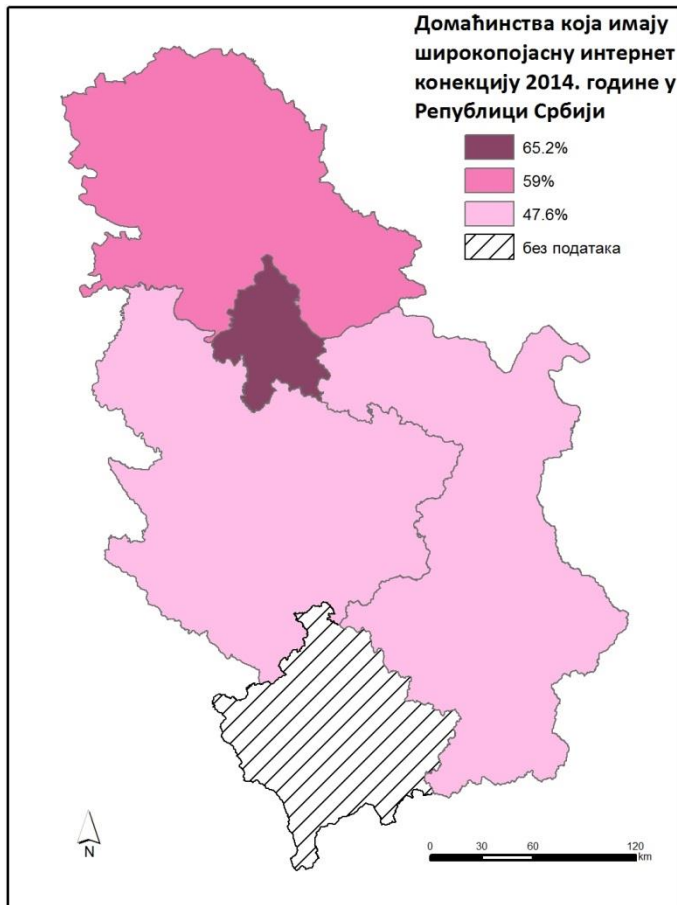 Домаћинства која имају
широкопојасну интернет
конекцију 2014. године у
Републици Србији
65.2%
59%
47.6%
без података
N
0 30 60 120
km